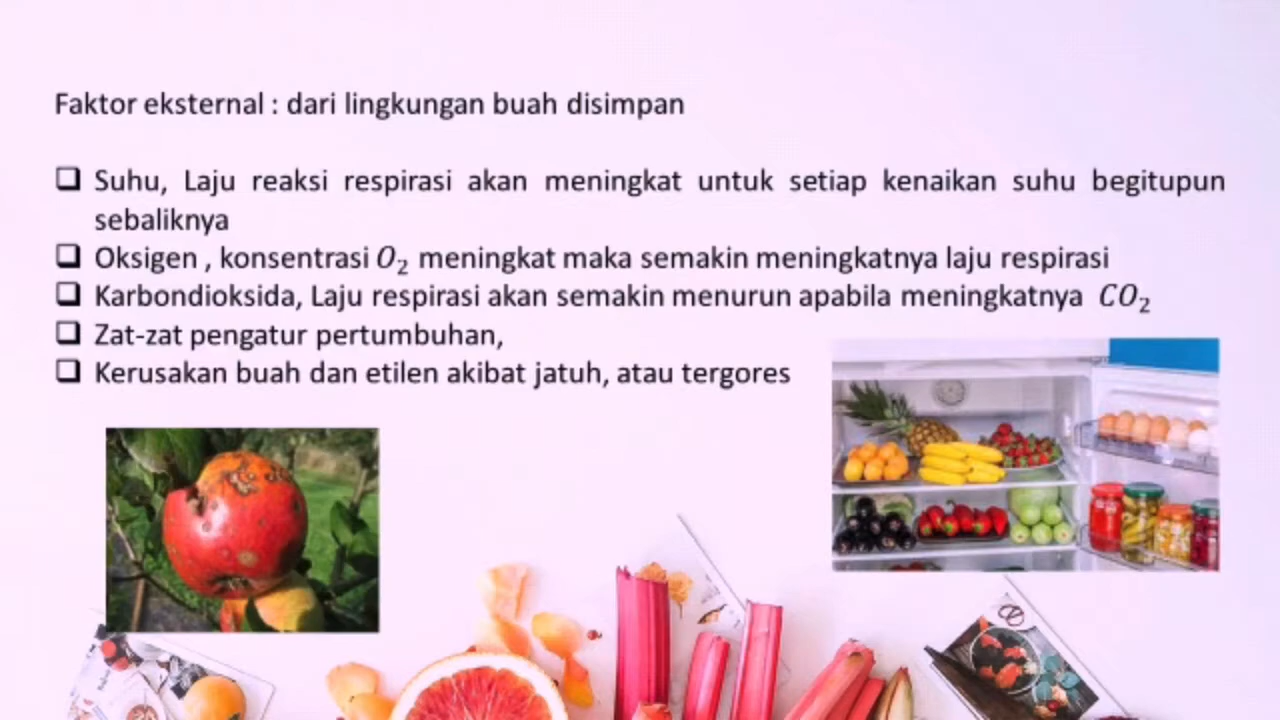 Faktor eksternal : dari lingkungan buah disimpan
❑ Suhu, Laju reaksi respirasi akan meningkat untuk setiap kenaikan suhu begitupun
sebaliknya
❑ Oksigen , konsentrasi O₂ meningkat maka semakin meningkatnya laju respirasi
❑ Karbondioksida, Laju respirasi akan semakin menurun apabila meningkatnya CO₂
❑ Zat-zat pengatur pertumbuhan,
❑ Kerusakan buah dan etilen akibat jatuh, atau tergores